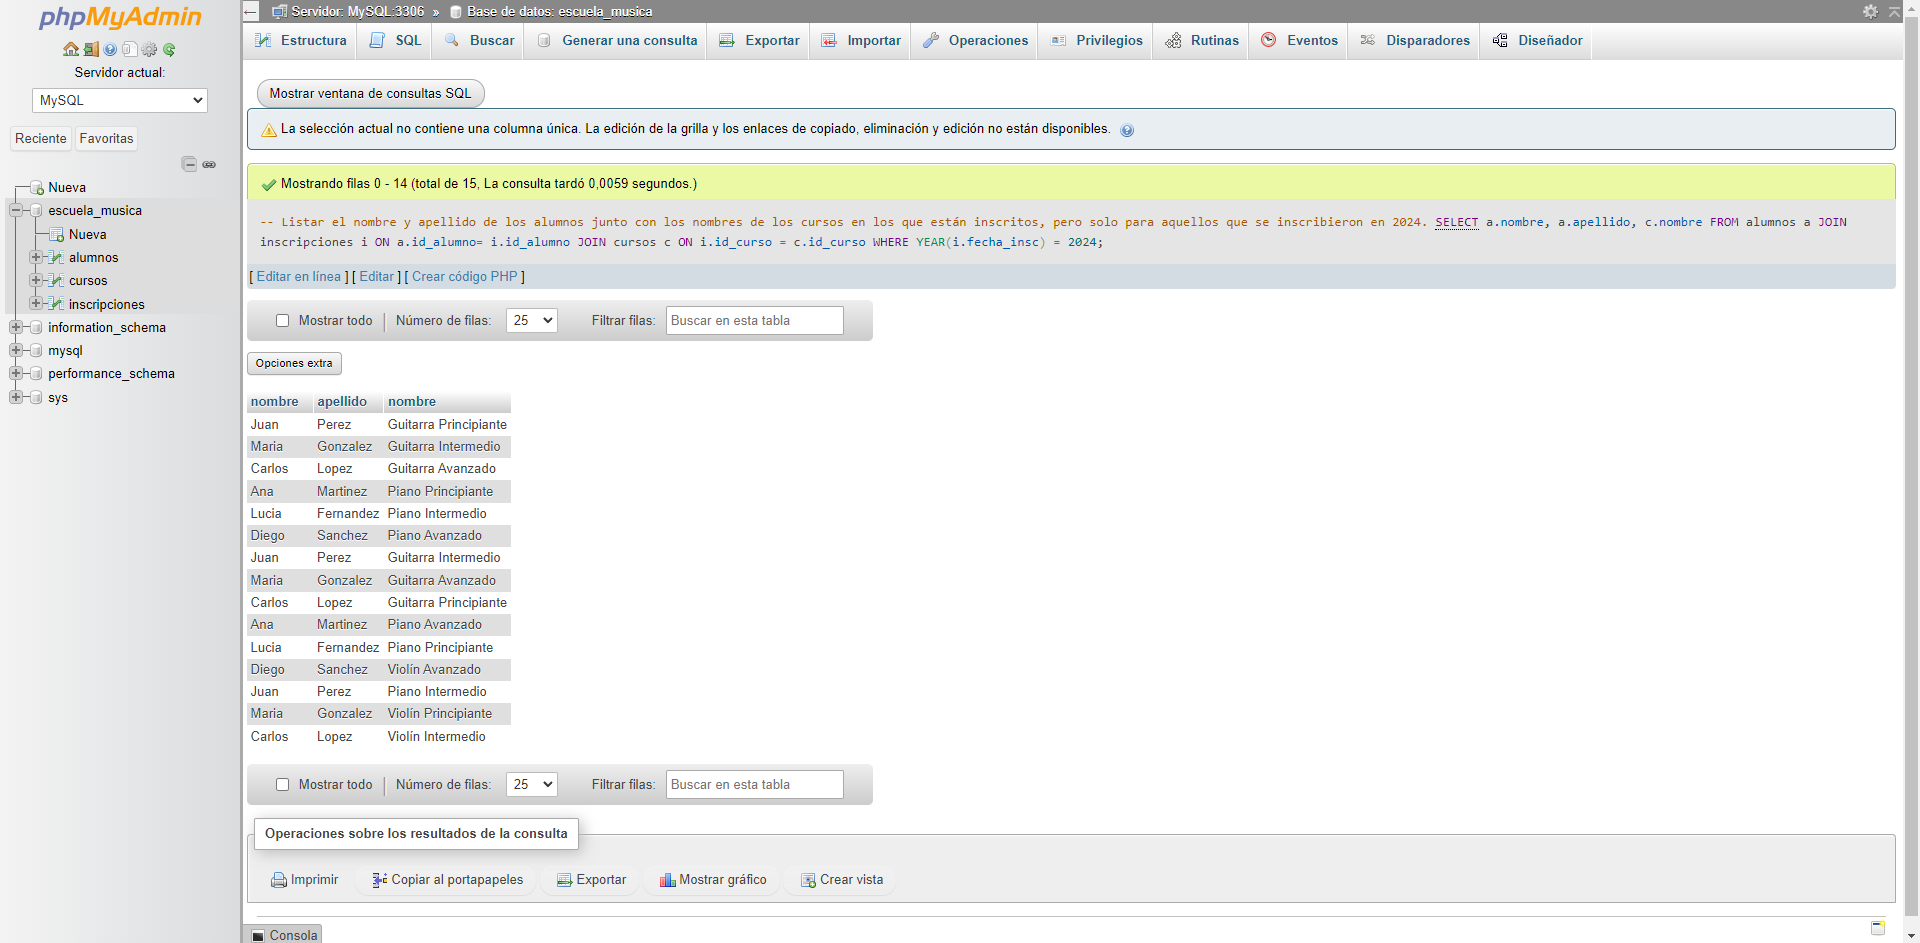 phpMyAdmin
Servidor actual:
MySQL
Reciente
Favoritas
Nueva
escuela_musica
Nueva
alumnos
cursos
inscripciones
information_schema
mysql
performance_schema
sys
Servidor: MySQL:3306 » Base de datos: escuela_musica
Estructura SQL Buscar Generar una consulta Exportar Importar Operaciones Privilegios Rutinas Eventos Disparadores Diseñador
Mostrar ventana de consultas SQL
La selección actual no contiene una columna única. La edición de la grilla y los enlaces de copiado, eliminación y edición no están disponibles.
Mostrando filas 0 - 14 (total de 15, La consulta tardó 0,0059 segundos.)
-- Listar el nombre y apellido de los alumnos junto con los nombres de los cursos en los que están inscritos, pero solo para aquellos que se inscribieron en 2024. SELECT a.nombre, a.apellido, c.nombre FROM alumnos a JOIN
inscripciones i ON a.id_alumno= i.id_alumno JOIN cursos c ON i.id_curso = c.id_curso WHERE YEAR(i.fecha_insc) = 2024;
[ Editar en línea ] [ Editar ] [ Crear código PHP ]
Mostrar todo | Número de filas: 25 Filtrar filas: Buscar en esta tabla
Opciones extra
nombre apellido nombre
Juan Perez Guitarra Principiante
Maria Gonzalez Guitarra Intermedio
Carlos Lopez Guitarra Avanzado
Ana Martinez Piano Principiante
Lucia Fernandez Piano Intermedio
Diego Sanchez Piano Avanzado
Juan Perez Guitarra Intermedio
Maria Gonzalez Guitarra Avanzado
Carlos Lopez Guitarra Principiante
Ana Martinez Piano Avanzado
Lucia Fernandez Piano Principiante
Diego Sanchez Violín Avanzado
Juan Perez Piano Intermedio
Maria Gonzalez Violín Principiante
Carlos Lopez Violín Intermedio
Mostrar todo | Número de filas: 25 Filtrar filas: Buscar en esta tabla
Operaciones sobre los resultados de la consulta
Imprimir Copiar al portapapeles Exportar Mostrar gráfico Crear vista
Consola